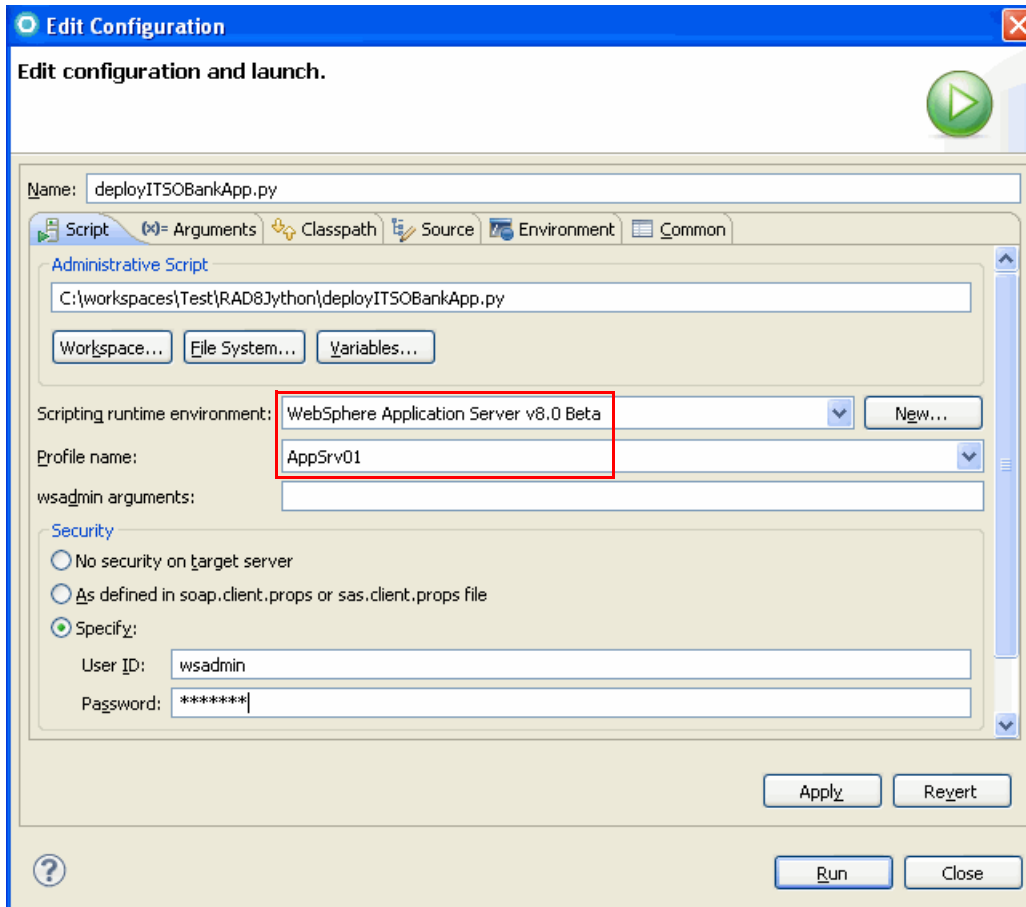 Edit Configuration
Edit configuration and launch.
Name: deployITSOBankApp.py
Script (x)= Arguments Classpath Source Environment Common
Administrative Script
C:\workspaces\Test\RAD8Jython\deployITSOBankApp.py
Workspace... File System... Variables...
Scripting runtime environment: WebSphere Application Server v8.0 Beta New...
Profile name: AppSrv01
wsadmin arguments:
Security
No security on target server
As defined in soap.client.props or sas.client.props file
Specify:
User ID: wsadmin
Password: *******
Apply Revert
? Run Close